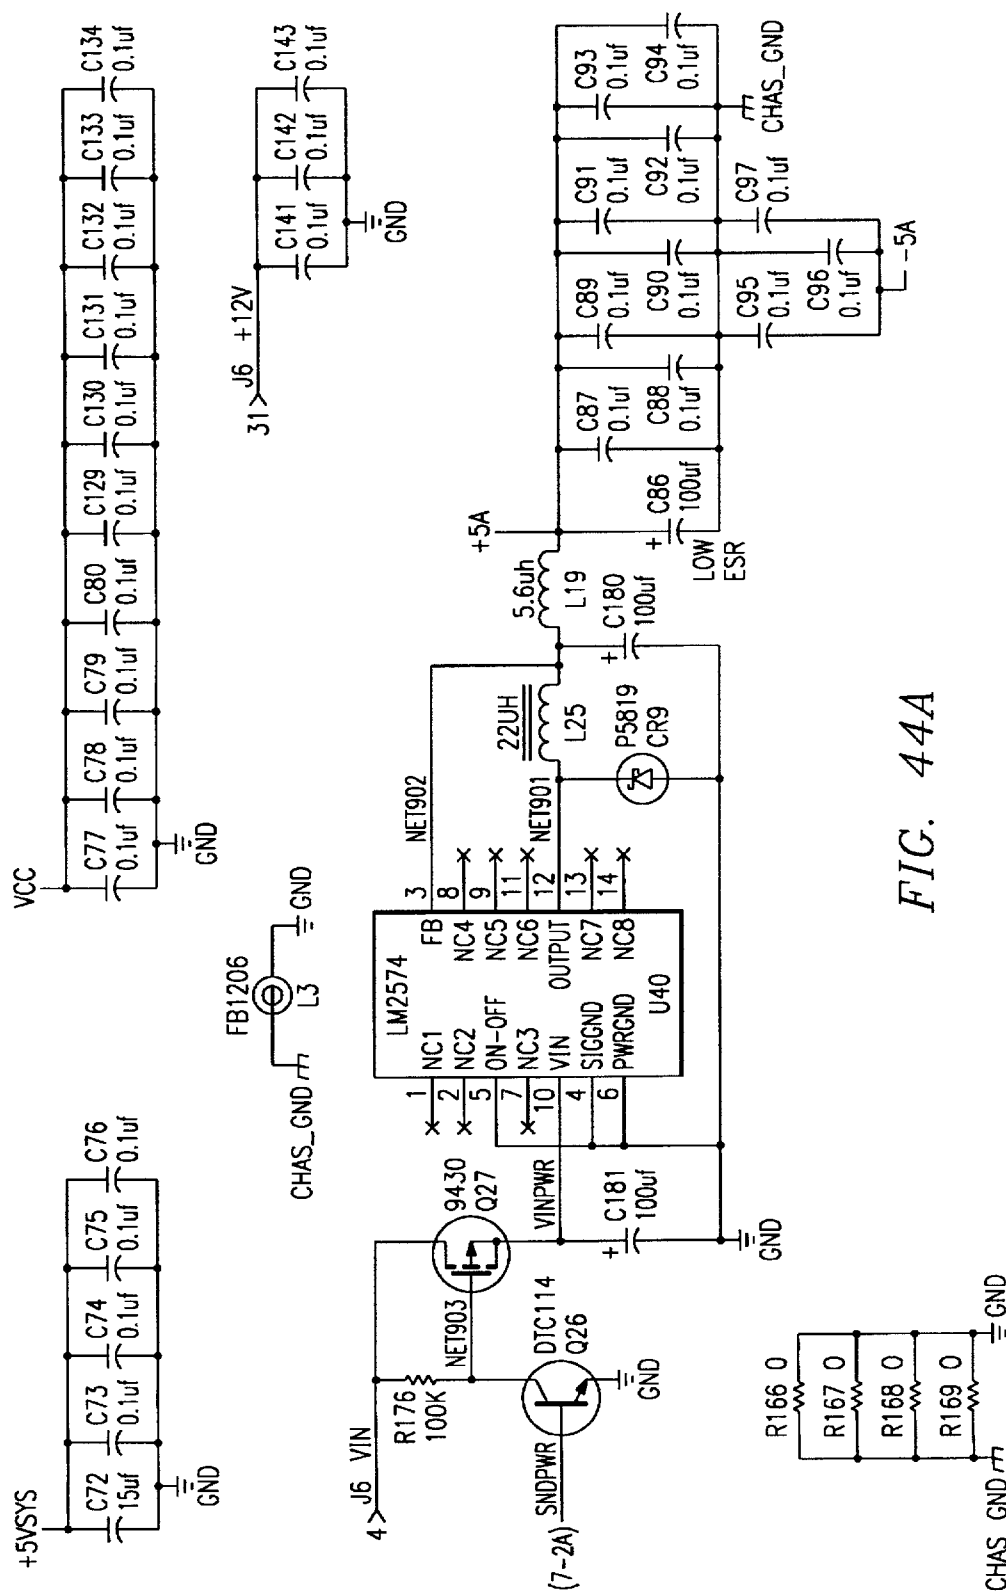 +5VSYS
C72
15uf
C73
0.1uf
C74
0.1uf
C75
0.1uf
C76
0.1uf
GND
VCC
C77
0.1uf
C78
0.1uf
C79
0.1uf
C80
0.1uf
C129
0.1uf
C130
0.1uf
C131
0.1uf
C132
0.1uf
C133
0.1uf
C134
0.1uf
GND
FB1206
L3
CHAS_GND
GND
31
J6
+12V
C141
0.1uf
C142
0.1uf
C143
0.1uf
GND
4
J6
VIN
R176
100K
NET903
9430
Q27
DTC114
Q26
GND
(7-2A)
SNDPWR
VINPWR
C181
100uf
+
GND
LM2574
U40
1 NC1
2 NC2
5 ON-OFF
7 NC3
10 VIN
4 SIGGND
6 PWRGND
FB 3
NC4 8
NC5 9
NC6 11
OUTPUT 12
NC7 13
NC8 14
NET902
NET901
22UH
L25
P5819
CR9
5.6uh
L19
+
C180
100uf
+5A
+
C86
100uf
LOW
ESR
C87
0.1uf
C88
0.1uf
C89
0.1uf
C90
0.1uf
C91
0.1uf
C92
0.1uf
C93
0.1uf
C94
0.1uf
CHAS_GND
C95
0.1uf
C96
0.1uf
C97
0.1uf
-5A
R166 0
R167 0
R168 0
R169 0
CHAS_GND
GND
FIG. 44A